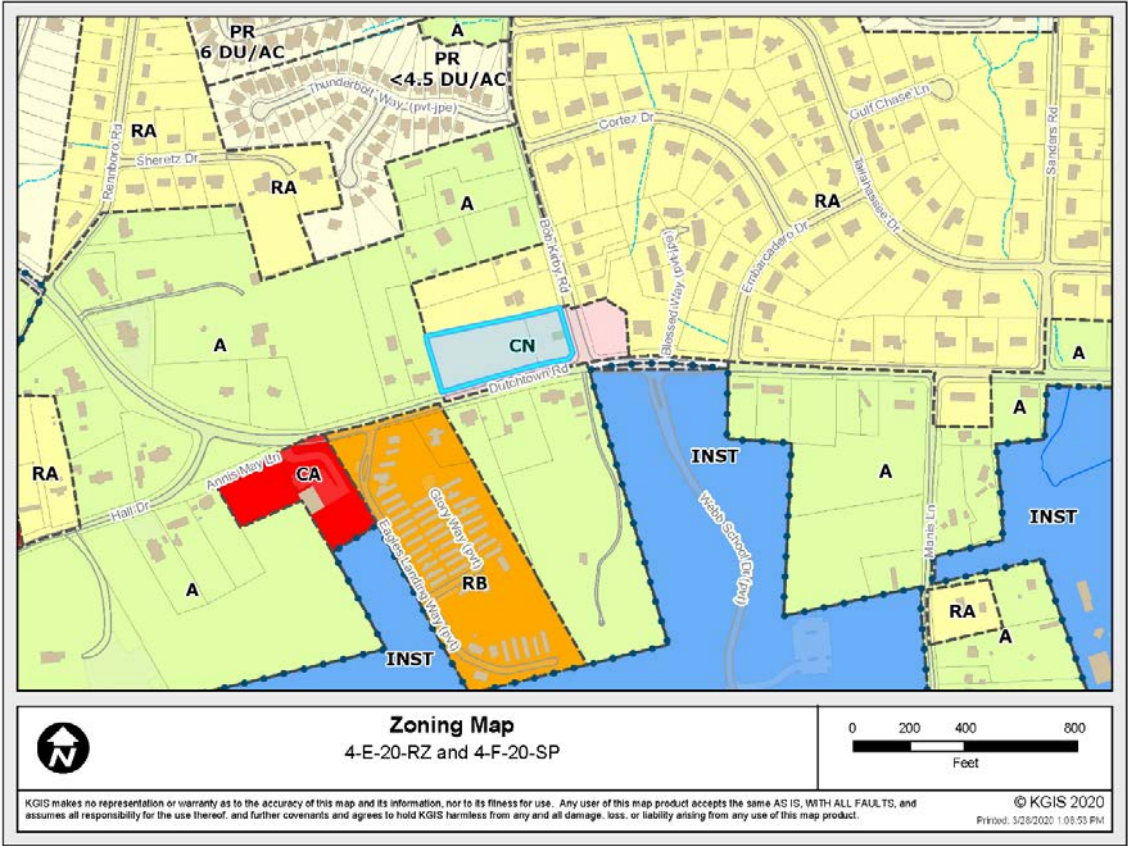 A
PR
6 DU/AC
PR
<4.5 DU/AC
Thunderbolt Way (pvt-jpe)
Gulf Chase Ln
Cortez Dr
Rennboro Rd
RA
Sanders Rd
Sheretz Dr
Tallahassee Dr
RA
A
RA
Bob Kirby Rd
Embarcadero Dr
Blessed Way
A
CN
A
Dutchtown Rd
A
RA
Annis May Ln
CA
INST
A
Hall Dr
Glory Way (pvt)
Webb School Dr (pvt)
INST
Eagles Landing Way (pvt)
Manis Ln
A
RB
RA
A
INST
N
Zoning Map
4-E-20-RZ and 4-F-20-SP
0 200 400 800
Feet
KGIS makes no representation or warranty as to the accuracy of this map and its information, nor to its fitness for use. Any user of this map product accepts the same AS IS, WITH ALL FAULTS, and
assumes all responsibility for the use thereof, and further covenants and agrees to hold KGIS harmless from any and all damage, loss, or liability arising from any use of this map product.
© KGIS 2020
Printed: 3/28/2020 1:08:53 PM